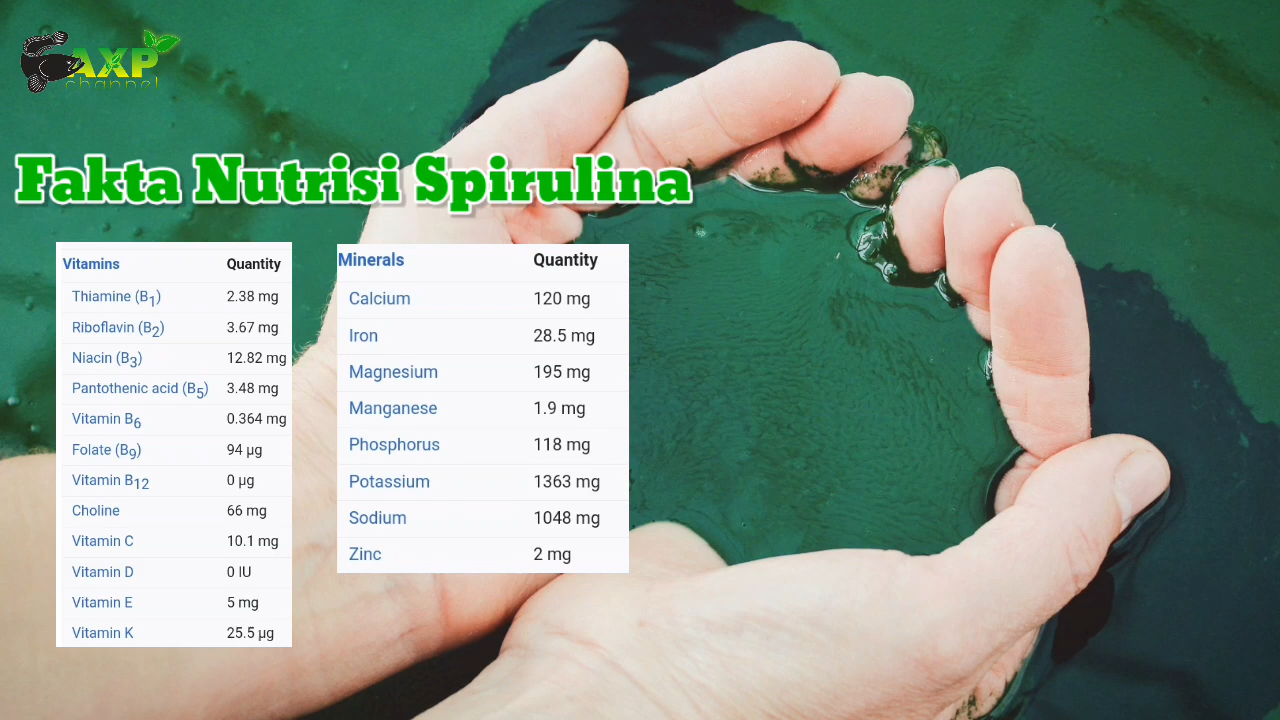 AXP
channel
Fakta Nutrisi Spirulina
Vitamins Quantity
Thiamine (B1) 2.38 mg
Riboflavin (B2) 3.67 mg
Niacin (B3) 12.82 mg
Pantothenic acid (B5) 3.48 mg
Vitamin B6 0.364 mg
Folate (B9) 94 μg
Vitamin B12 0 μg
Choline 66 mg
Vitamin C 10.1 mg
Vitamin D 0 IU
Vitamin E 5 mg
Vitamin K 25.5 μg
Minerals Quantity
Calcium 120 mg
Iron 28.5 mg
Magnesium 195 mg
Manganese 1.9 mg
Phosphorus 118 mg
Potassium 1363 mg
Sodium 1048 mg
Zinc 2 mg